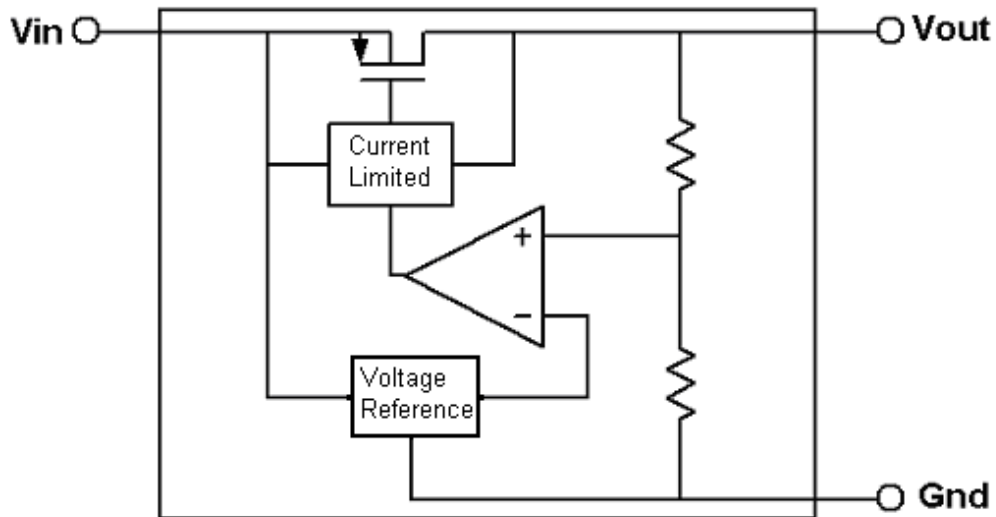 Vin
Vout
Current
Limited
+
−
Voltage
Reference
Gnd